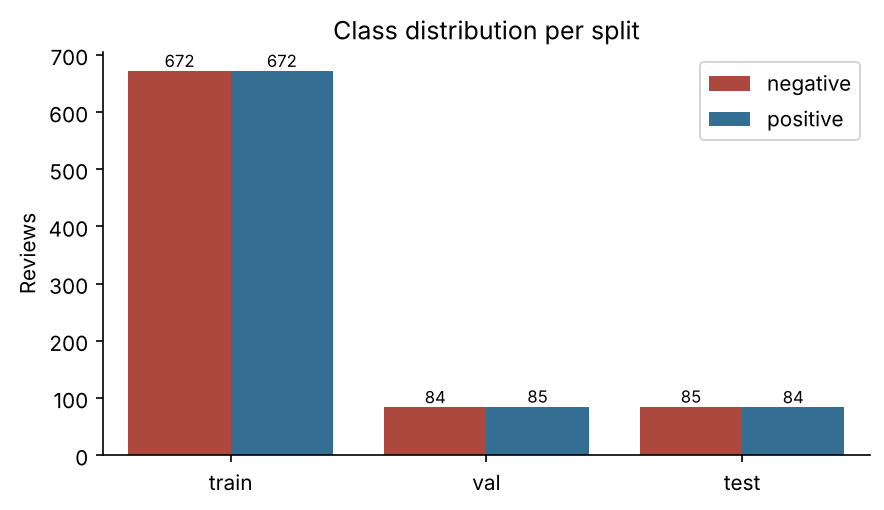 Class distribution per split
700
600
500
400
300
200
100
0
Reviews
672 672
84 85
85 84
negative
positive
train val test